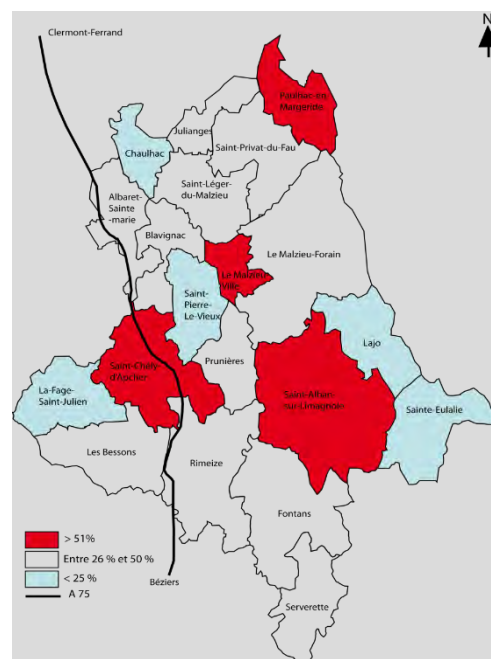 N
Clermont-Ferrand
Paulhac-en
Margeride
Julianges
Saint-Privat-du-Fau
Chaulhac
Saint-Léger-
du-Malzieu
Albaret-
Sainte
-marie
Blavignac
Le Malzieu-Forain
Le Malzieu-
Ville
Saint-
Pierre-
Le-Vieux
Lajo
Prunières
Saint-Chély-
d'Apcher
La-Fage-
Saint-Julien
Saint-Alban-
sur-Limagnole
Sainte-Eulalie
Les Bessons
Rimeize
Fontans
> 51%
Entre 26 % et 50 %
< 25 %
A 75
Béziers
Serverette